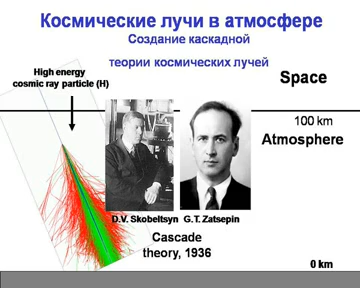 Космические лучи в атмосфере
Создание каскадной
теории космических лучей
High energy
cosmic ray particle (H)
Space
100 km
Atmosphere
D.V. Skobeltsyn G.T. Zatsepin
Cascade
theory, 1936
0 km